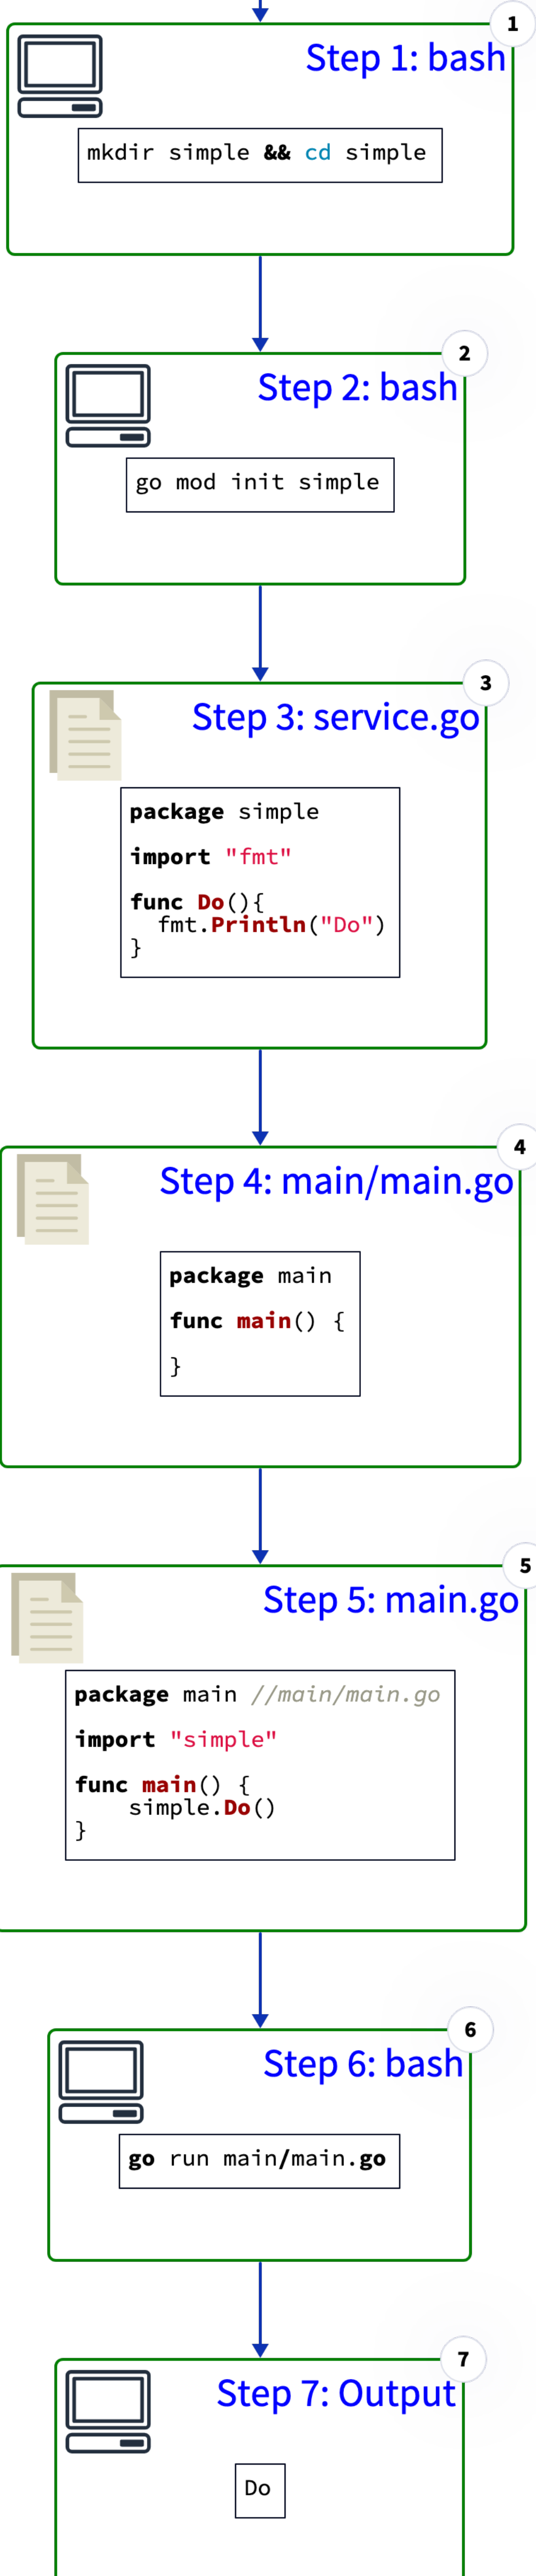 1
Step 1: bash
mkdir simple && cd simple
2
Step 2: bash
go mod init simple
3
Step 3: service.go
package simple
import "fmt"
func Do(){
  fmt.Println("Do")
}
4
Step 4: main/main.go
package main
func main() {
}
5
Step 5: main.go
package main //main/main.go
import "simple"
func main() {
    simple.Do()
}
6
Step 6: bash
go run main/main.go
7
Step 7: Output
Do